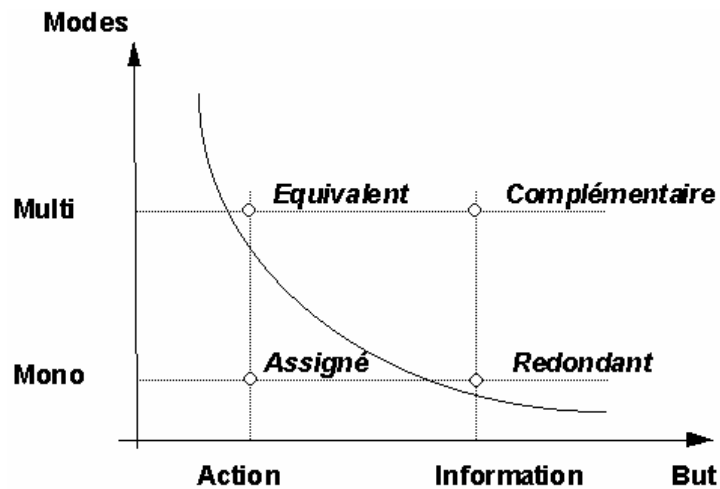 Modes
Multi
Equivalent
Complémentaire
Mono
Assigné
Redondant
Action
Information
But